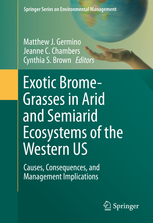 Springer Series on Environmental Management
Matthew J. Germino
Jeanne C. Chambers
Cynthia S. Brown Editors
Exotic Brome-
Grasses in Arid
and Semiarid
Ecosystems of the
Western US
Causes, Consequences, and
Management Implications
Springer